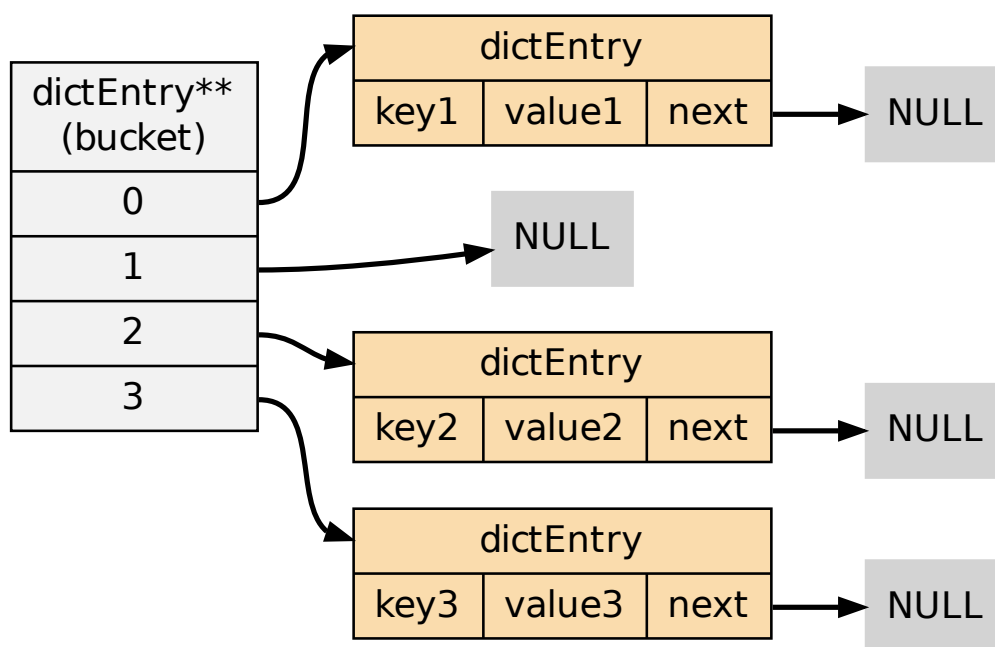 dictEntry
dictEntry**
(bucket)
key1 value1 next
NULL
0
NULL
1
2
dictEntry
3
key2 value2 next
NULL
dictEntry
key3 value3 next
NULL